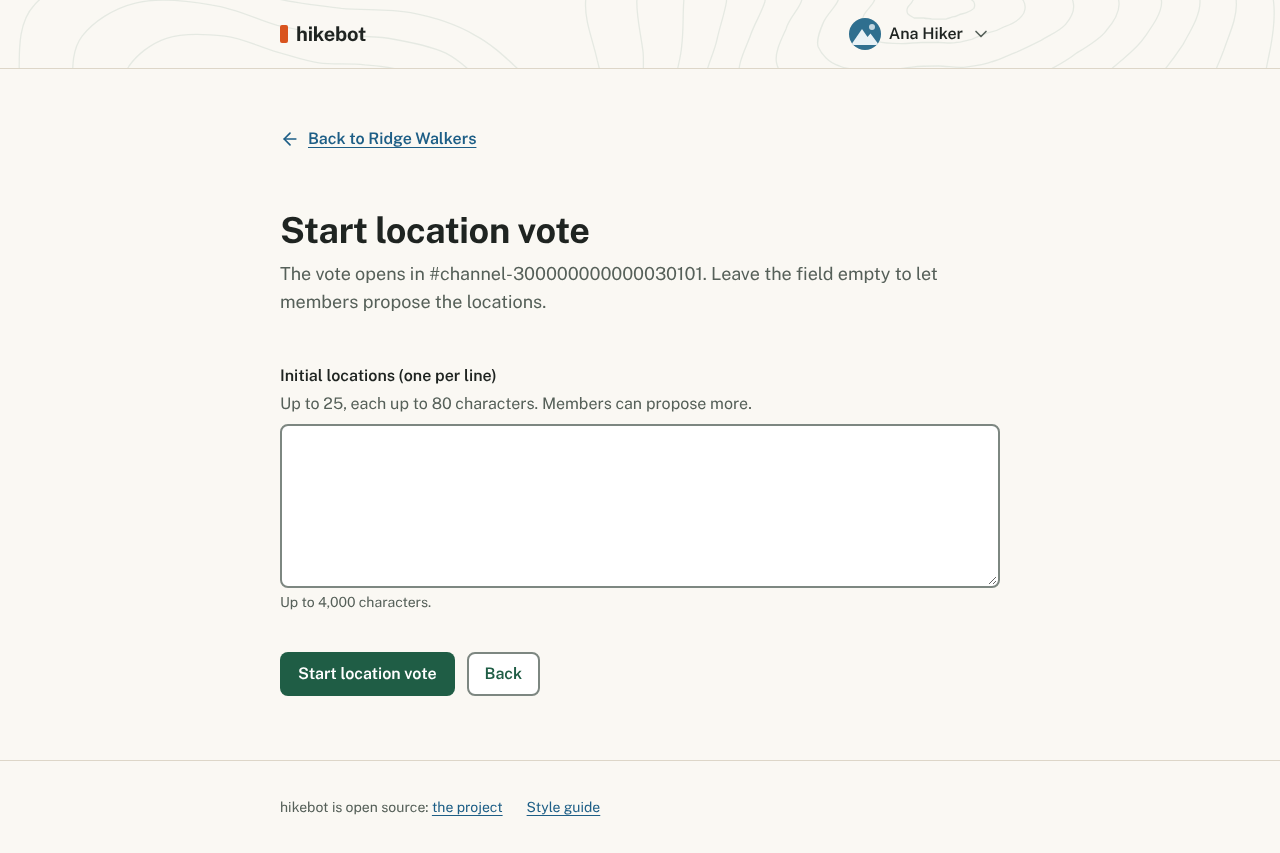 hikebot
Ana Hiker
Back to Ridge Walkers
Start location vote
The vote opens in #channel-300000000000030101. Leave the field empty to let
members propose the locations.
Initial locations (one per line)
Up to 25, each up to 80 characters. Members can propose more.
Up to 4,000 characters.
Start location vote
Back
hikebot is open source: the project
Style guide